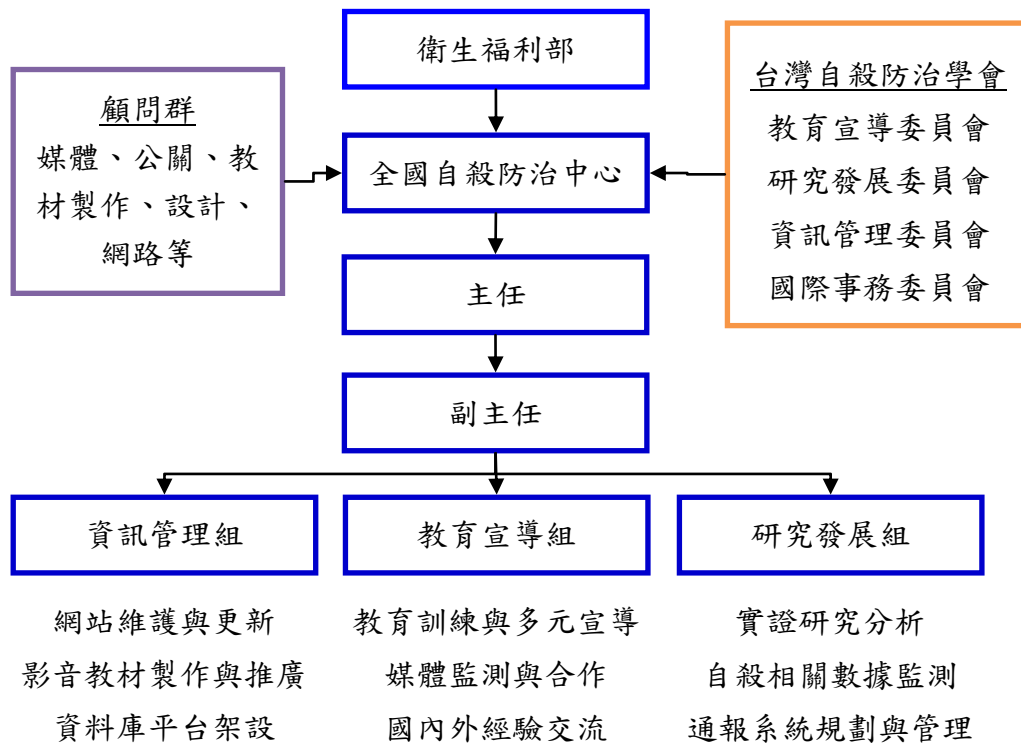 衛生福利部
顧問群
媒體、公關、教
材製作、設計、
網路等
全國自殺防治中心
台灣自殺防治學會
教育宣導委員會
研究發展委員會
資訊管理委員會
國際事務委員會
主任
副主任
資訊管理組
網站維護與更新
影音教材製作與推廣
資料庫平台架設
教育宣導組
教育訓練與多元宣導
媒體監測與合作
國內外經驗交流
研究發展組
實證研究分析
自殺相關數據監測
通報系統規劃與管理